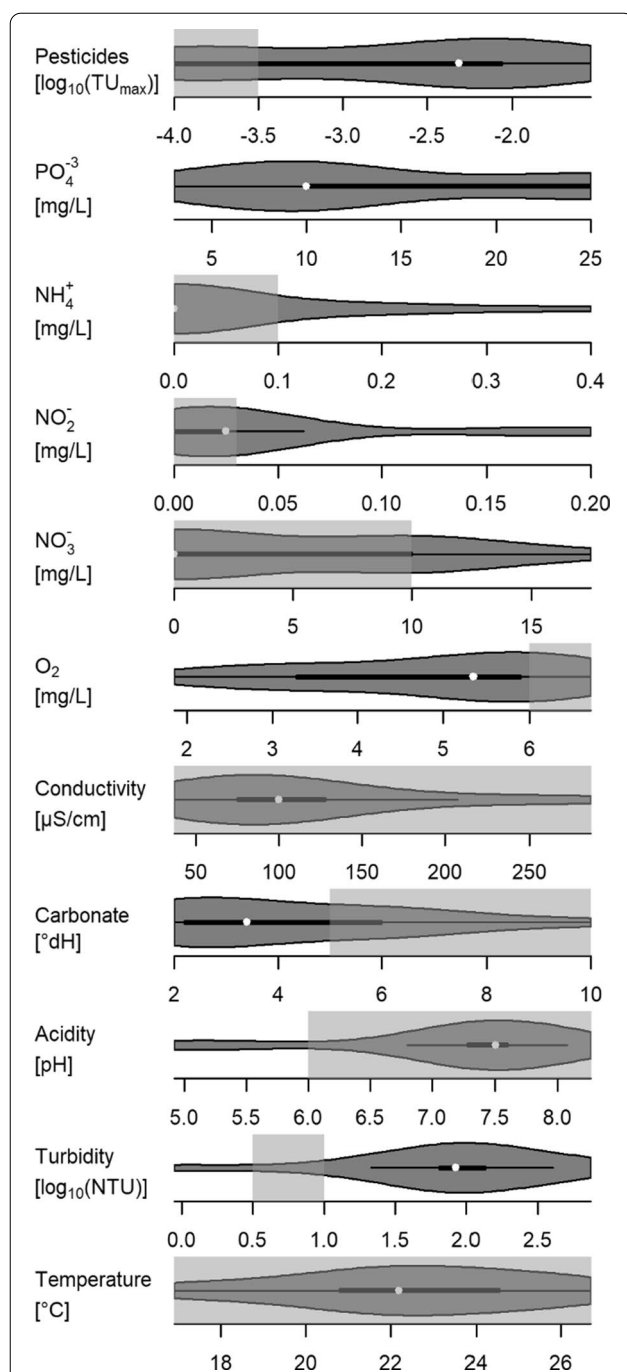 Pesticides
[log₁₀(TUₘₐₓ)]
-4.0 -3.5 -3.0 -2.5 -2.0
PO₄⁻³
[mg/L]
5 10 15 20 25
NH₄⁺
[mg/L]
0.0 0.1 0.2 0.3 0.4
NO₂⁻
[mg/L]
0.00 0.05 0.10 0.15 0.20
NO₃⁻
[mg/L]
0 5 10 15
O₂
[mg/L]
2 3 4 5 6
Conductivity
[µS/cm]
50 100 150 200 250
Carbonate
[°dH]
2 4 6 8 10
Acidity
[pH]
5.0 5.5 6.0 6.5 7.0 7.5 8.0
Turbidity
[log₁₀(NTU)]
0.0 0.5 1.0 1.5 2.0 2.5
Temperature
[°C]
18 20 22 24 26